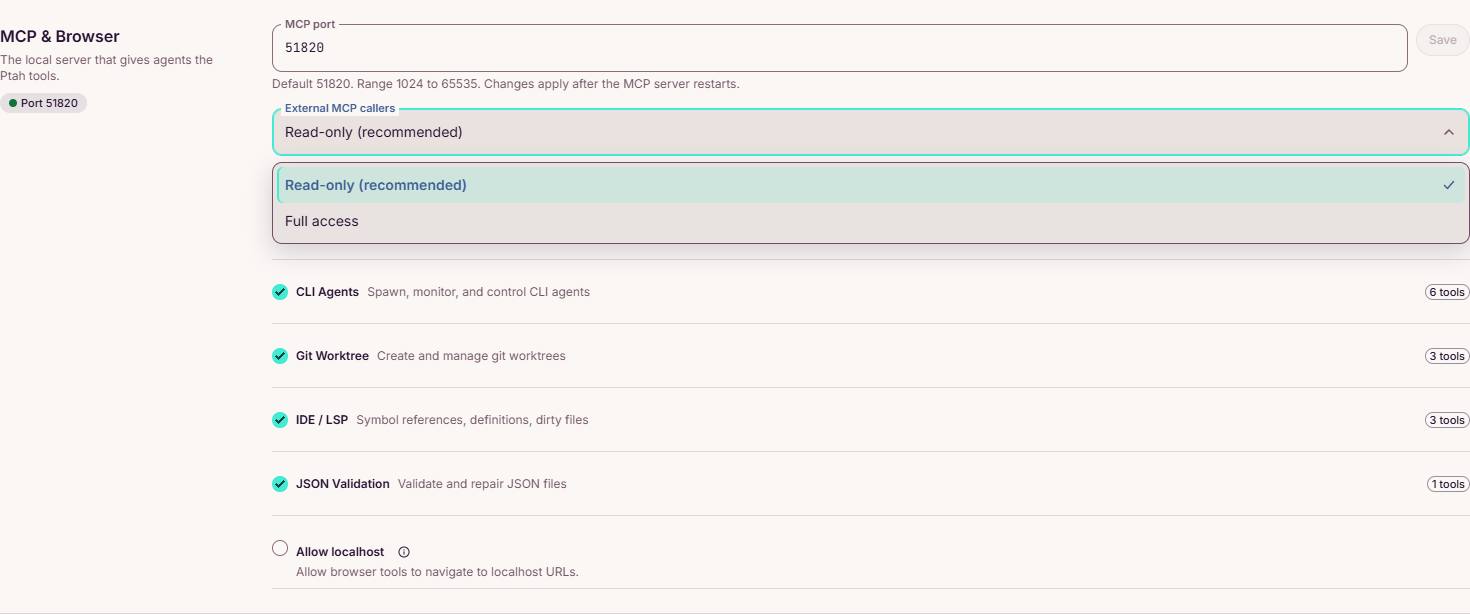 MCP & Browser
The local server that gives agents the
Ptah tools.
Port 51820
MCP port
51820
Save
Default 51820. Range 1024 to 65535. Changes apply after the MCP server restarts.
External MCP callers
Read-only (recommended)
Read-only (recommended)
Full access
CLI Agents Spawn, monitor, and control CLI agents 6 tools
Git Worktree Create and manage git worktrees 3 tools
IDE / LSP Symbol references, definitions, dirty files 3 tools
JSON Validation Validate and repair JSON files 1 tools
Allow localhost
Allow browser tools to navigate to localhost URLs.